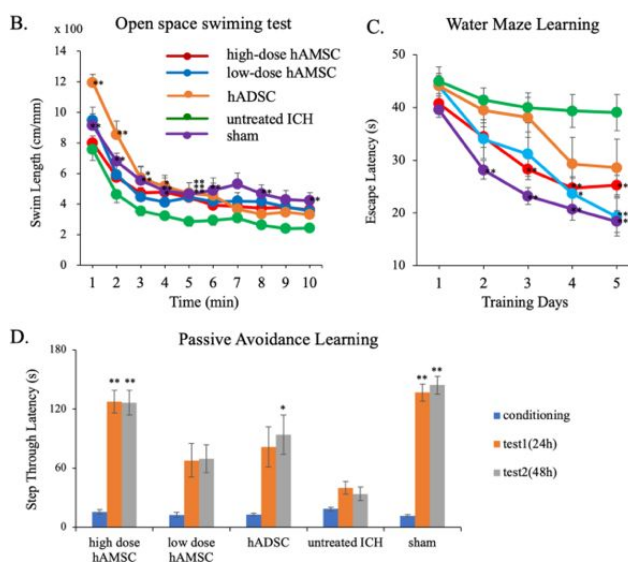 B. Open space swiming test
x 100
Swim Length (cm/mm)
14
12
10
8
6
4
2
0
1 2 3 4 5 6 7 8 9 10
Time (min)
high-dose hAMSC
low-dose hAMSC
hADSC
untreated ICH
sham
C. Water Maze Learning
Escape Latency (s)
50
40
30
20
10
1 2 3 4 5
Training Days
D. Passive Avoidance Learning
Step Through Latency (s)
180
120
60
0
** ** * ** **
conditioning
test1(24h)
test2(48h)
high dose hAMSC
low dose hAMSC
hADSC
untreated ICH
sham